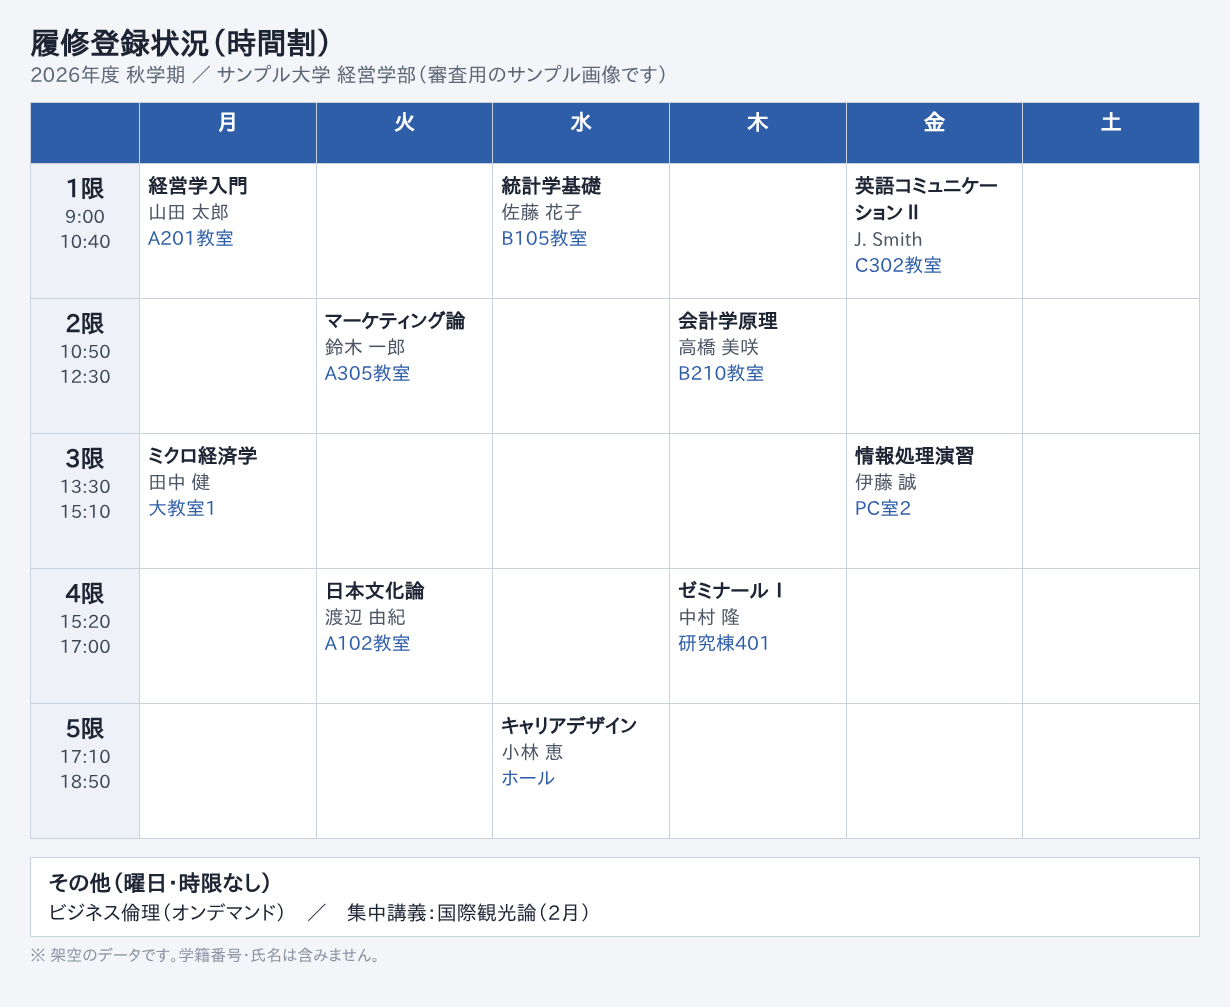 履修登録状況（時間割）
2026年度 秋学期 ／ サンプル大学 経営学部（審査用のサンプル画像です）
月 火 水 木 金 土
1限
9:00
10:40
経営学入門
山田 太郎
A201教室
統計学基礎
佐藤 花子
B105教室
英語コミュニケー
ション II
J. Smith
C302教室
2限
10:50
12:30
マーケティング論
鈴木 一郎
A305教室
会計学原理
高橋 美咲
B210教室
3限
13:30
15:10
ミクロ経済学
田中 健
大教室1
情報処理演習
伊藤 誠
PC室2
4限
15:20
17:00
日本文化論
渡辺 由紀
A102教室
ゼミナール I
中村 隆
研究棟401
5限
17:10
18:50
キャリアデザイン
小林 恵
ホール
その他（曜日・時限なし）
ビジネス倫理（オンデマンド） ／ 集中講義：国際観光論（2月）
※ 架空のデータです。学籍番号・氏名は含みません。